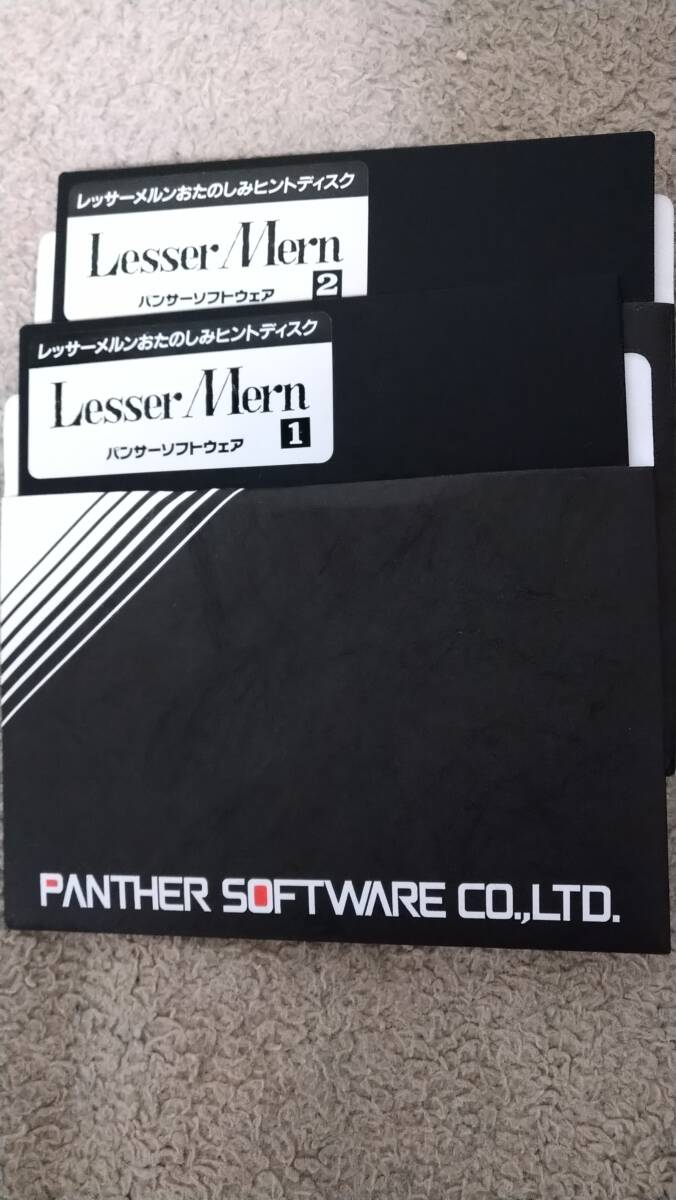 レッサーメルンおたのしみヒントディスク
Lesser Mern
パンサーソフトウェア
2
レッサーメルンおたのしみヒントディスク
Lesser Mern
パンサーソフトウェア
1
PANTHER SOFTWARE CO.,LTD.